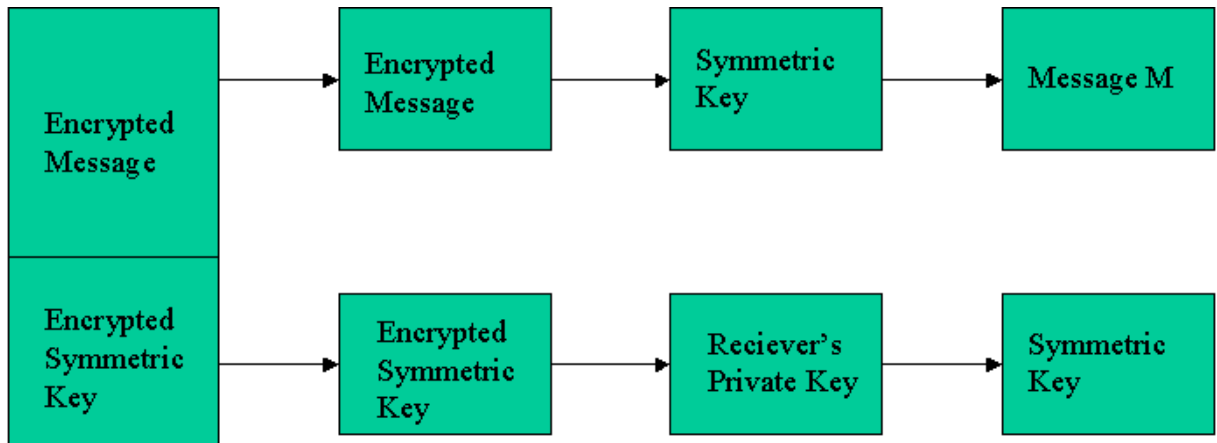 Encrypted
Message
Encrypted
Message
Symmetric
Key
Message M
Encrypted
Symmetric
Key
Encrypted
Symmetric
Key
Reciever’s
Private Key
Symmetric
Key